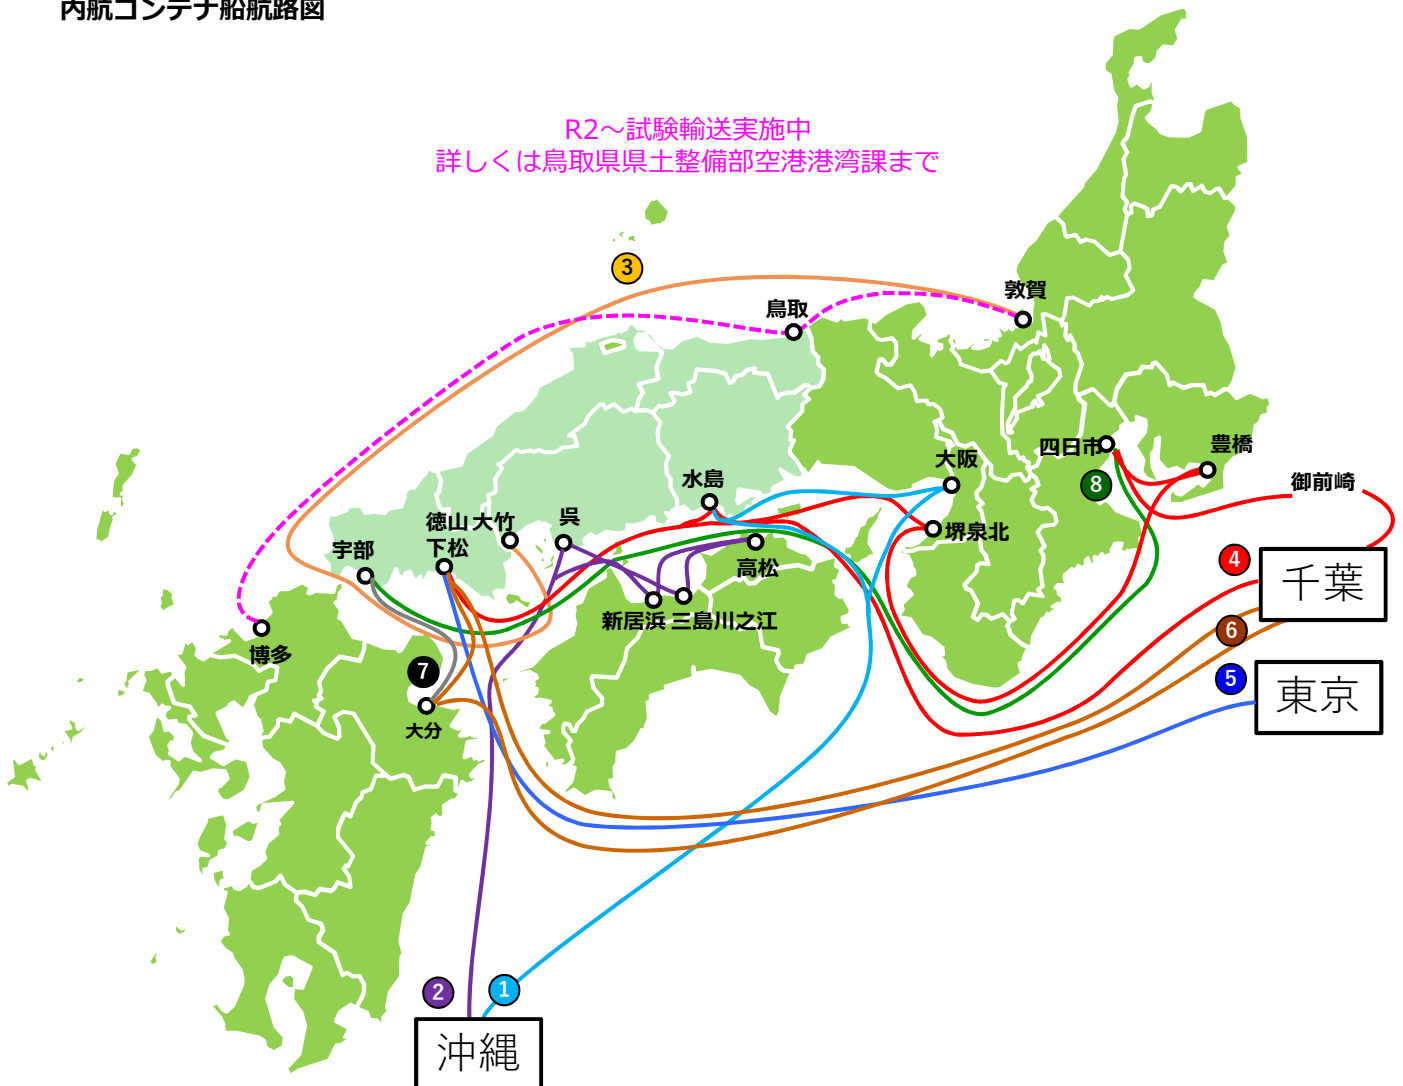 内航コンテナ船航路図
R2～試験輸送実施中
詳しくは鳥取県県土整備部空港港湾課まで
3
敦賀
鳥取
四日市
豊橋
大阪
水島
8
御前崎
徳山
下松
大竹
呉
堺泉北
宇部
高松
4
千葉
新居浜
三島川之江
博多
6
7
5
東京
大分
2
1
沖縄